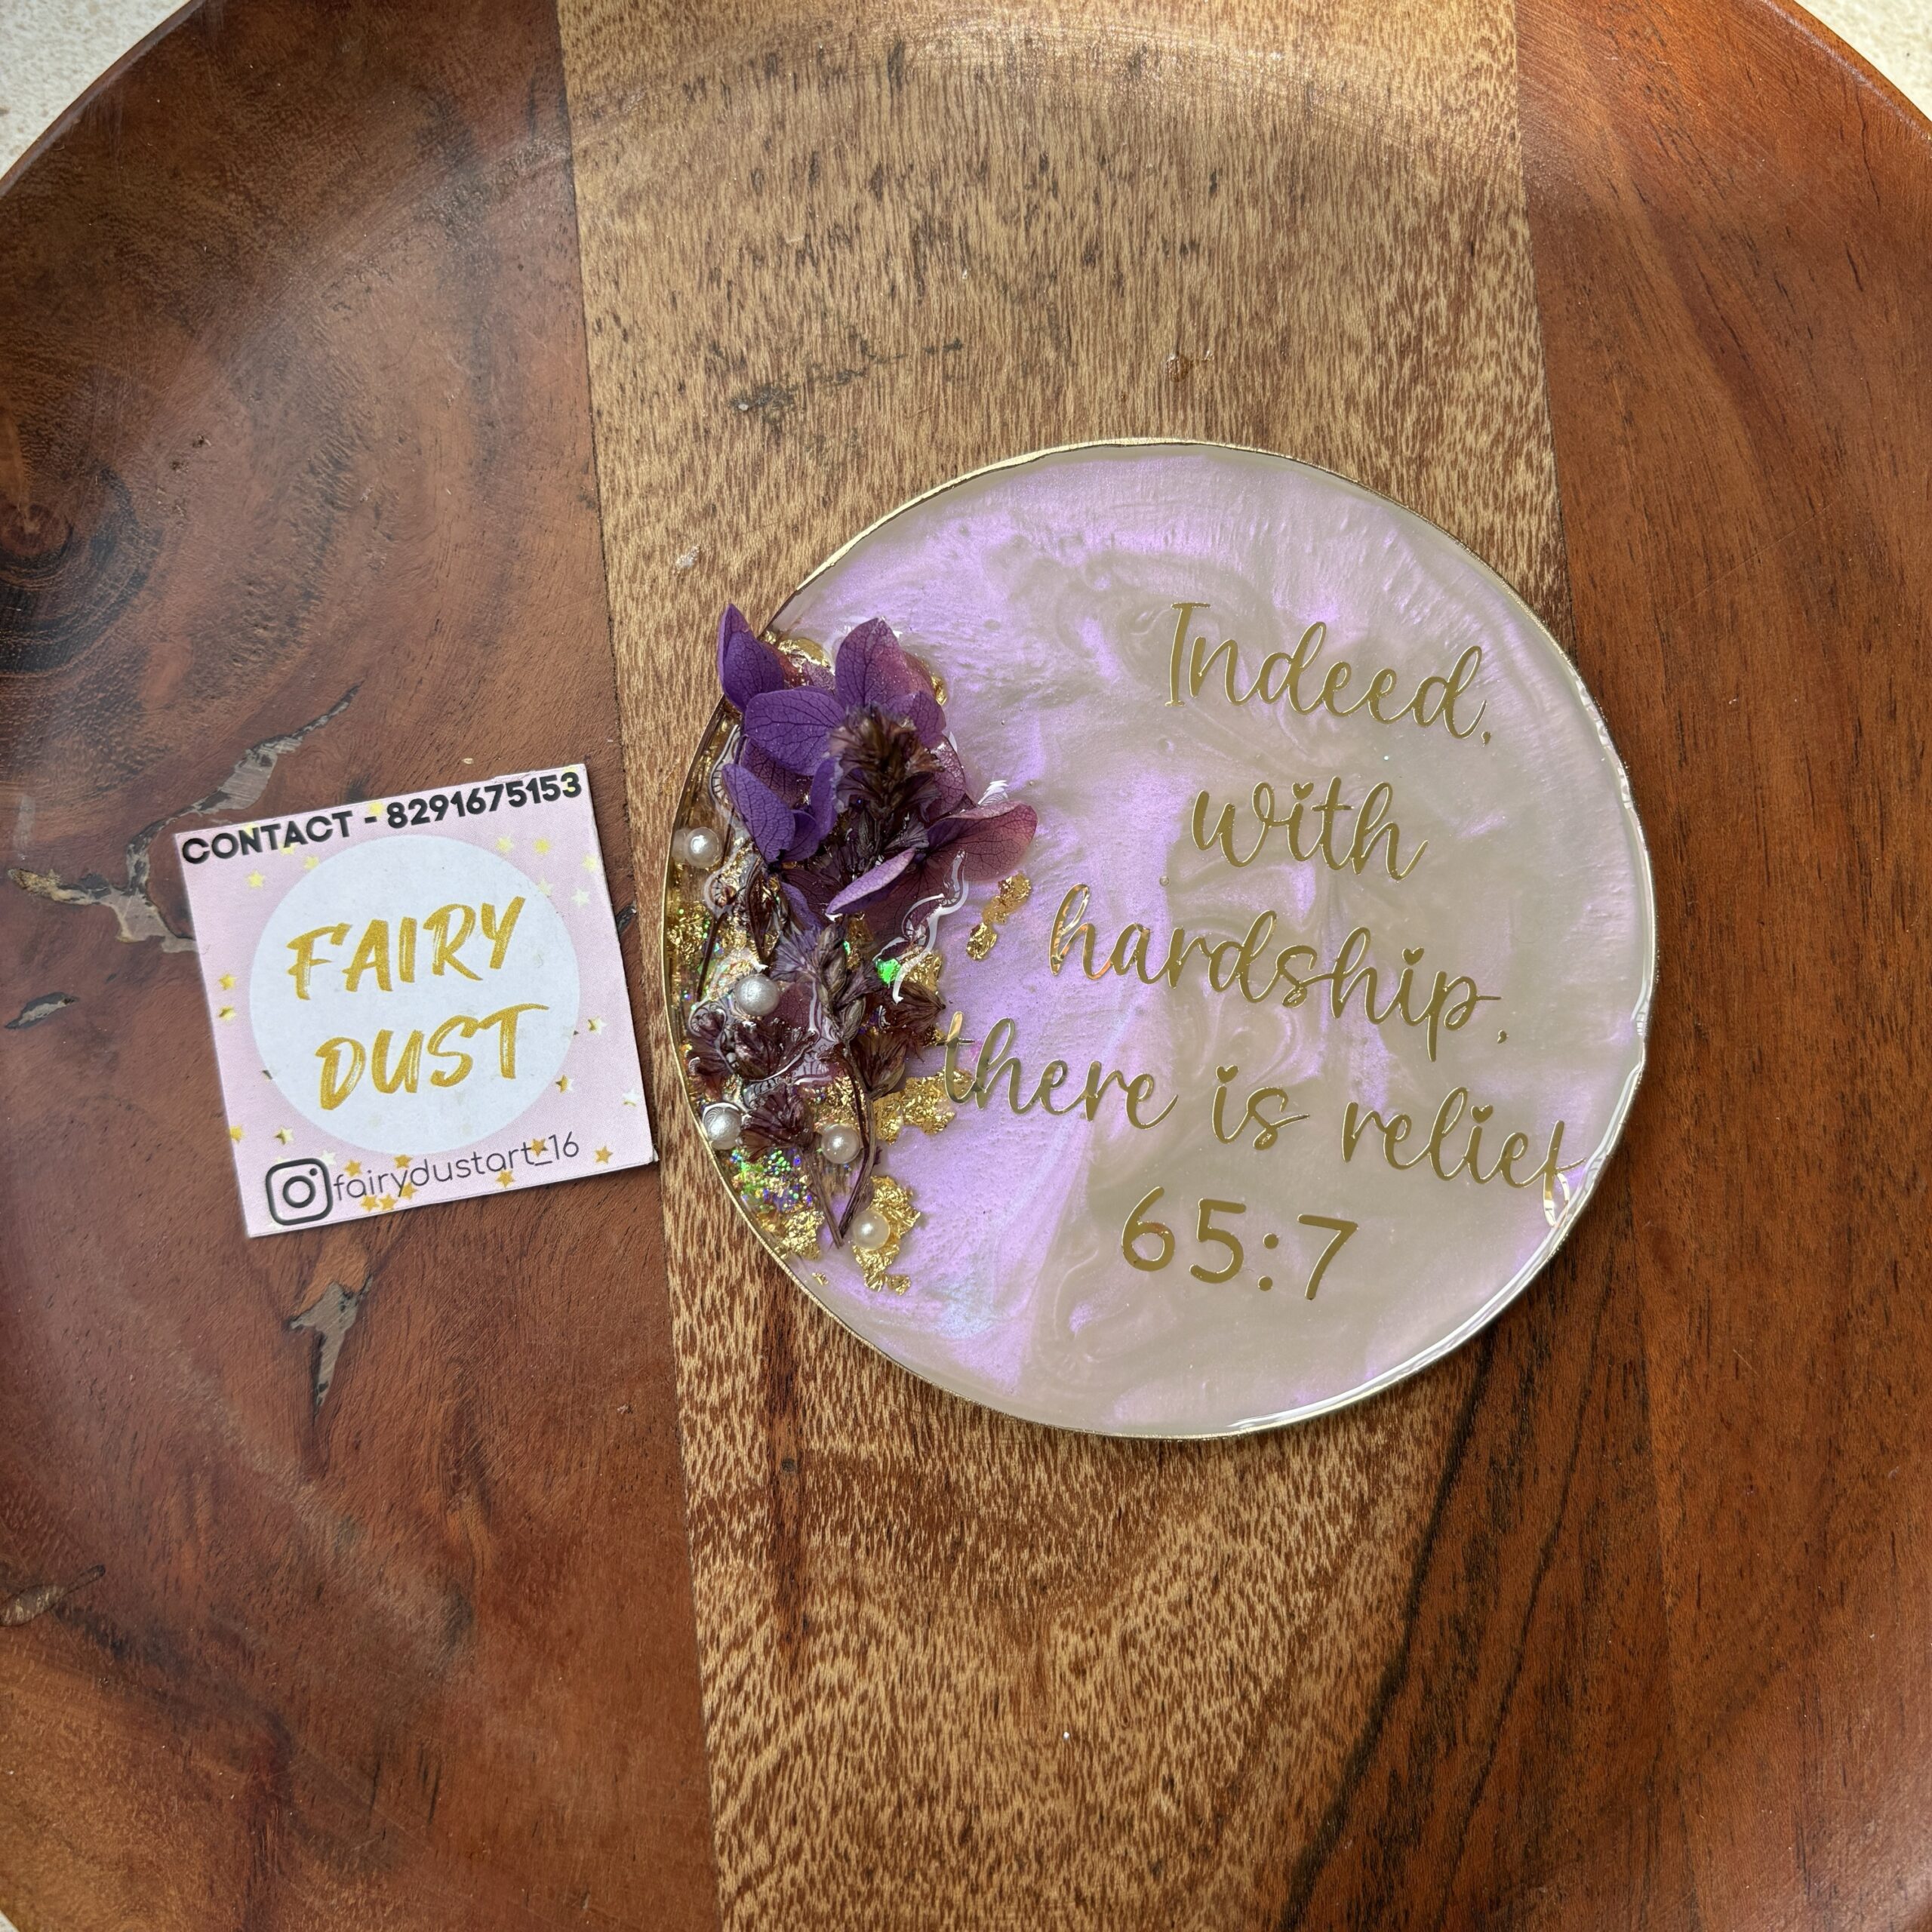 CONTACT - 8291675153
FAIRY
DUST
fairydustart_16
Indeed,
with
hardship,
there is relief
65:7